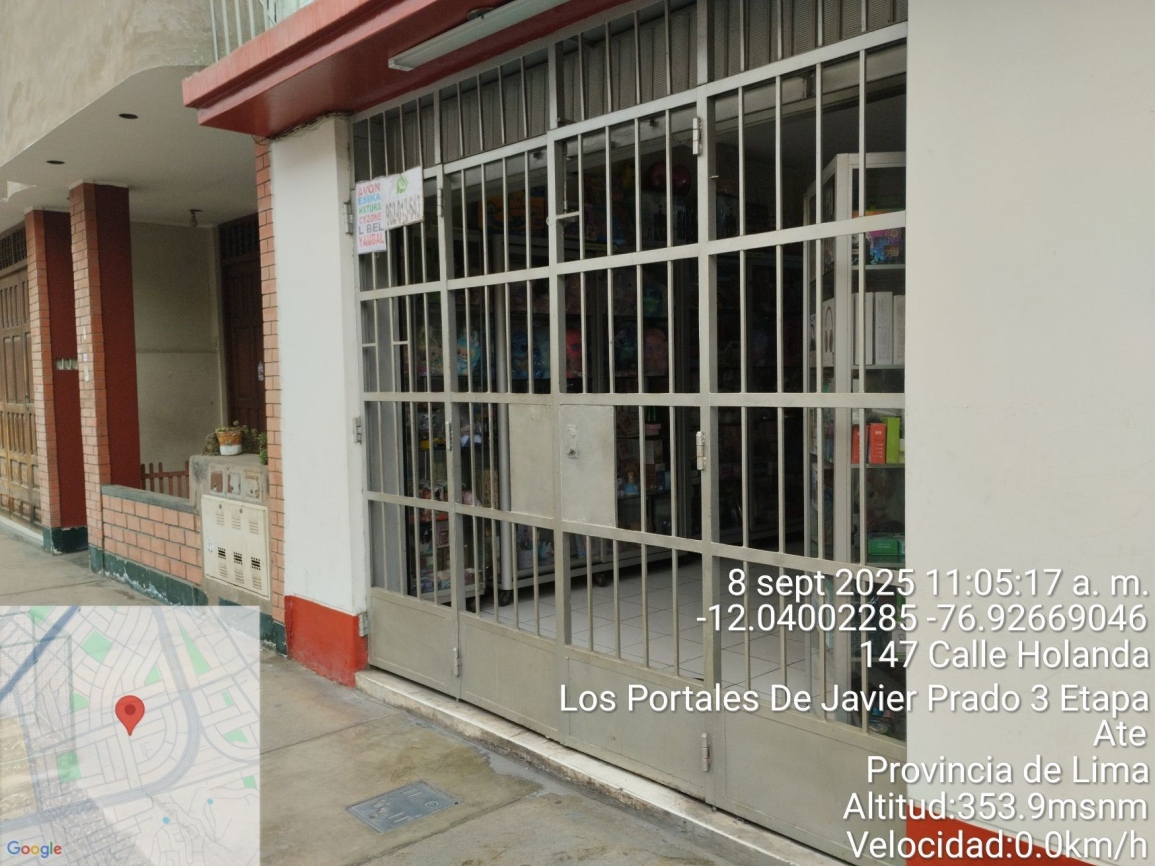 AVON
ESIKA
NATURA
CYZONE
L BEL
YANBAL
8 sept 2025 11:05:17 a. m.
-12.04002285 -76.92669046
147 Calle Holanda
Los Portales De Javier Prado 3 Etapa
Ate
Provincia de Lima
Altitud:353.9msnm
Velocidad:0.0km/h
Google